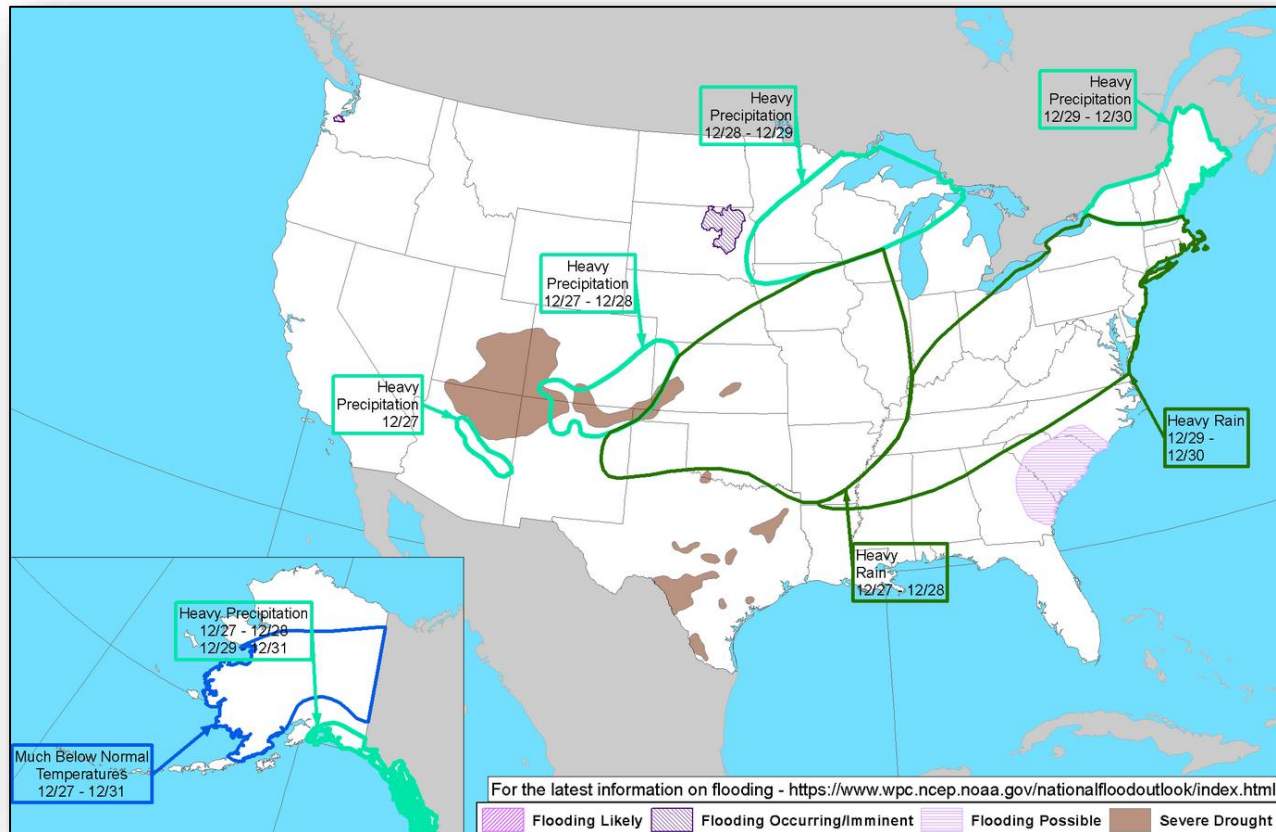 Heavy
Precipitation
12/28 - 12/29
Heavy
Precipitation
12/29 - 12/30
Heavy
Precipitation
12/27 - 12/28
Heavy
Precipitation
12/27
Heavy Rain
12/29 -
12/30
Heavy
Rain
12/27 - 12/28
Heavy Precipitation
12/27 - 12/28
12/29 - 12/31
Much Below Normal
Temperatures
12/27 - 12/31
For the latest information on flooding - https://www.wpc.ncep.noaa.gov/nationalfloodoutlook/index.html
Flooding Likely Flooding Occurring/Imminent Flooding Possible Severe Drought